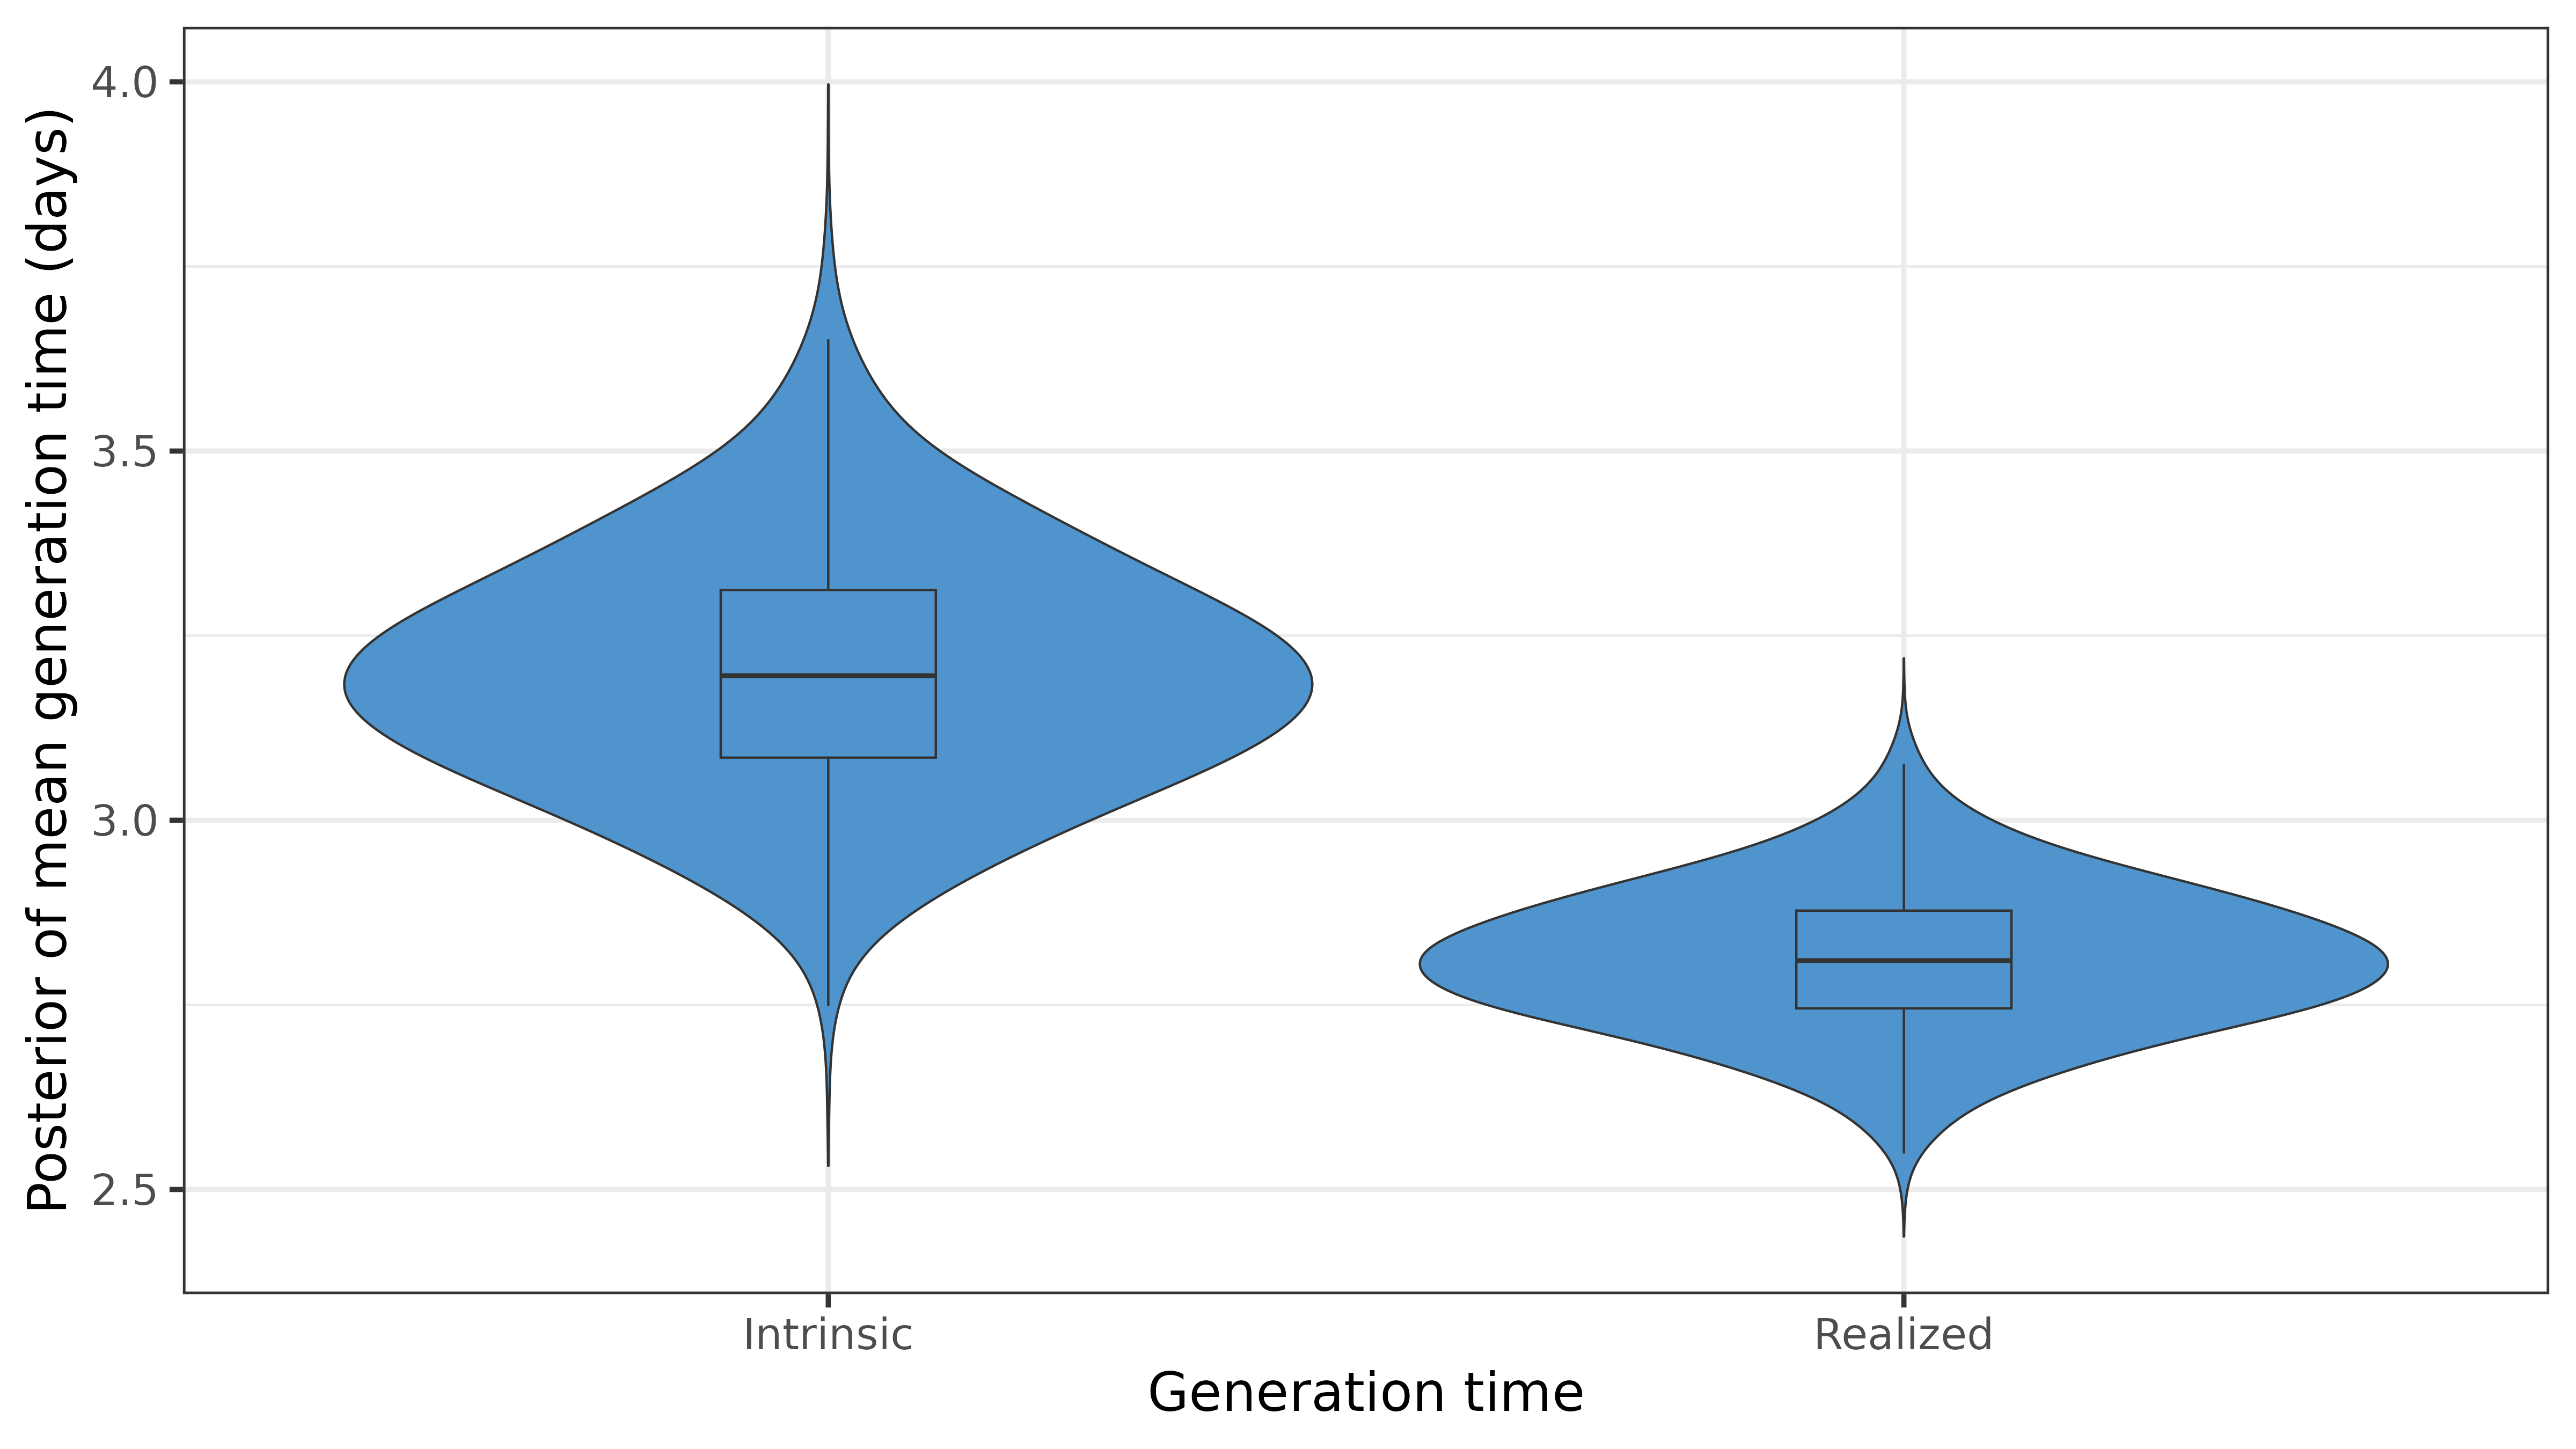 Posterior of mean generation time (days)
4.0
3.5
3.0
2.5
Intrinsic
Realized
Generation time